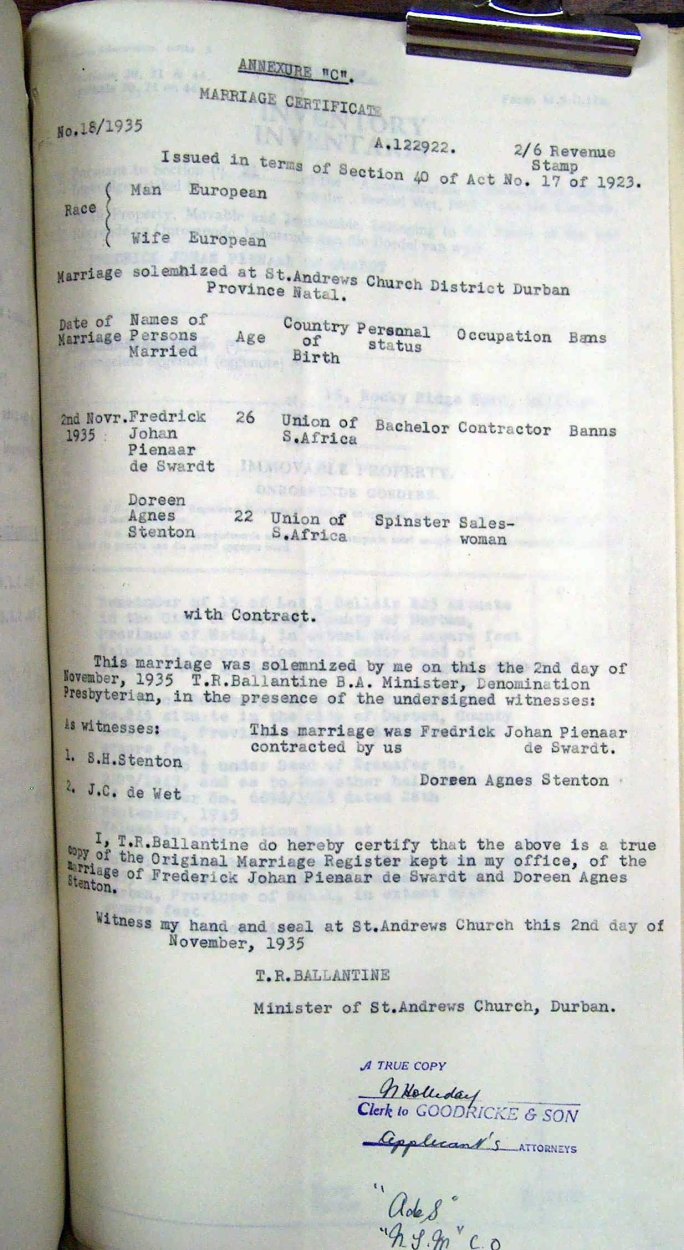 ANNEXURE "C".
MARRIAGE CERTIFICATE
No.18/1935
A.122922. 2/6 Revenue
Stamp
Issued in terms of Section 40 of Act No. 17 of 1923.
Race ( Man European
( Wife European
Marriage solemnized at St.Andrews Church District Durban
Province Natal.
Date of Names of Age Country Personal Occupation Bans
Marriage Persons of status
Married Birth
2nd Novr. Fredrick 26 Union of Bachelor Contractor Banns
1935 : Johan S.Africa
Pienaar
de Swardt
Doreen
Agnes 22 Union of Spinster Sales-
Stenton S.Africa woman
with Contract.
This marriage was solemnized by me on this the 2nd day of
November, 1935 T.R.Ballantine B.A. Minister, Denomination
Presbyterian, in the presence of the undersigned witnesses:
As witnesses: This marriage was Fredrick Johan Pienaar
contracted by us de Swardt.
1. S.H.Stenton
Doreen Agnes Stenton
2. J.C. de Wet
I, T.R.Ballantine do hereby certify that the above is a true
copy of the Original Marriage Register kept in my office, of the
marriage of Frederick Johan Pienaar de Swardt and Doreen Agnes
Stenton.
Witness my hand and seal at St.Andrews Church this 2nd day of
November, 1935
T.R.BALLANTINE
Minister of St.Andrews Church, Durban.
A TRUE COPY
Holliday
Clerk to GOODRICKE & SON
Applicant's ATTORNEYS
"Ade S"
C.O